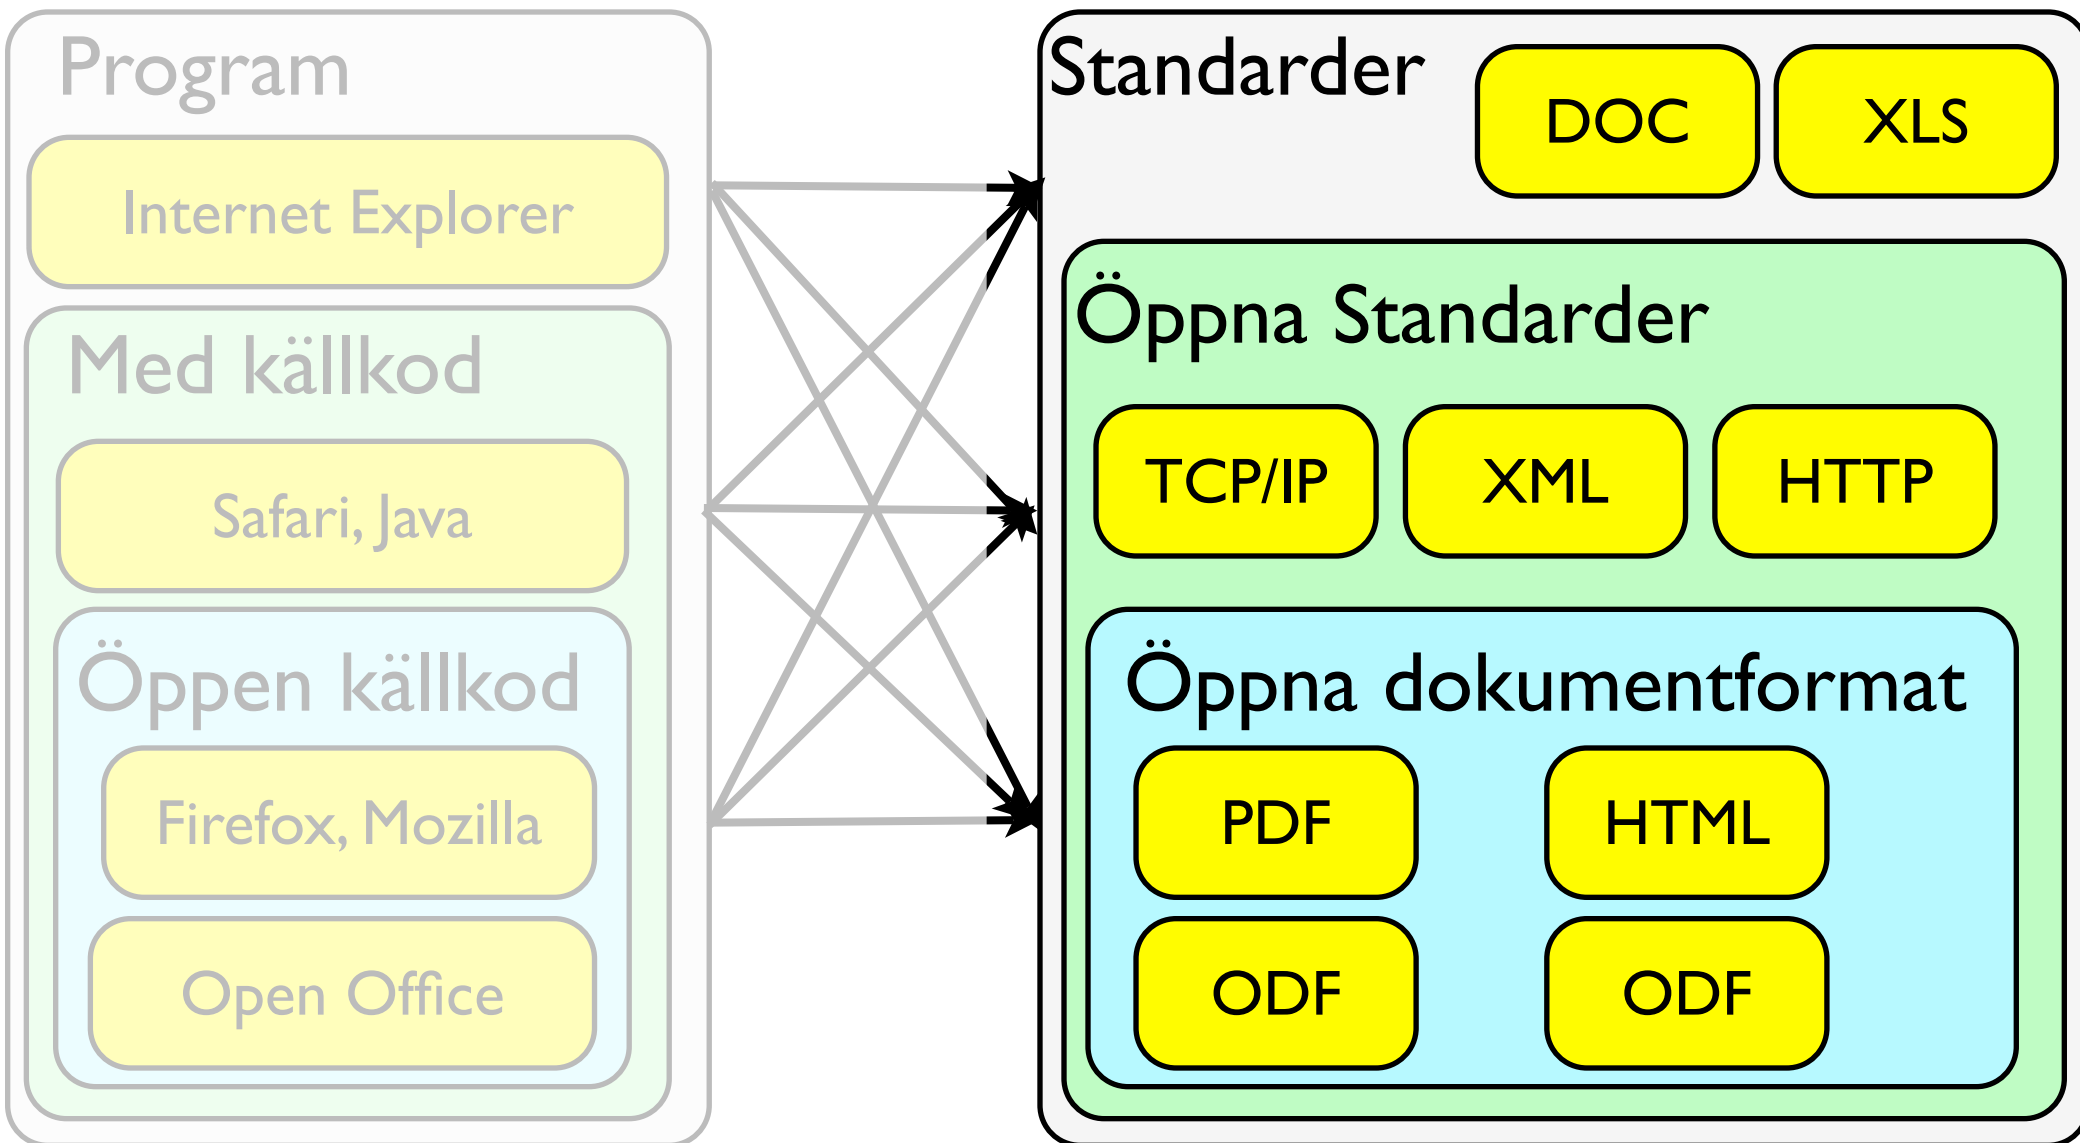 Program
Internet Explorer
Med källkod
Safari, Java
Öppen källkod
Firefox, Mozilla
Open Office
Standarder
DOC
XLS
Öppna Standarder
TCP/IP
XML
HTTP
Öppna dokumentformat
PDF
HTML
ODF
ODF